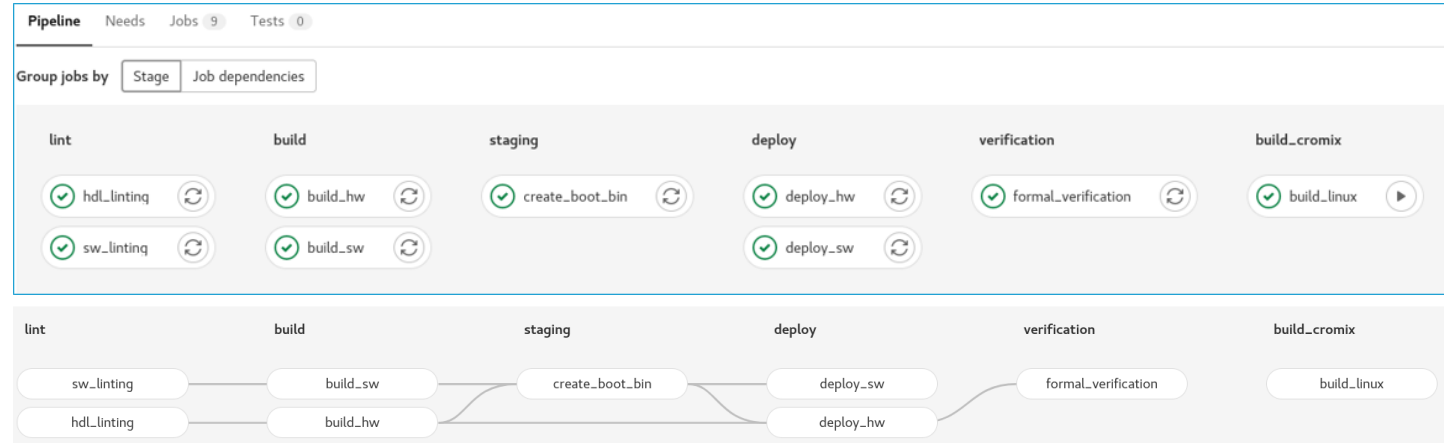 Pipeline Needs Jobs 9 Tests 0
Group jobs by Stage Job dependencies
lint build staging deploy verification build_cromix
hdl_linting build_hw create_boot_bin deploy_hw formal_verification build_linux
sw_linting build_sw deploy_sw
lint build staging deploy verification build_cromix
sw_linting build_sw create_boot_bin deploy_sw formal_verification build_linux
hdl_linting build_hw deploy_hw